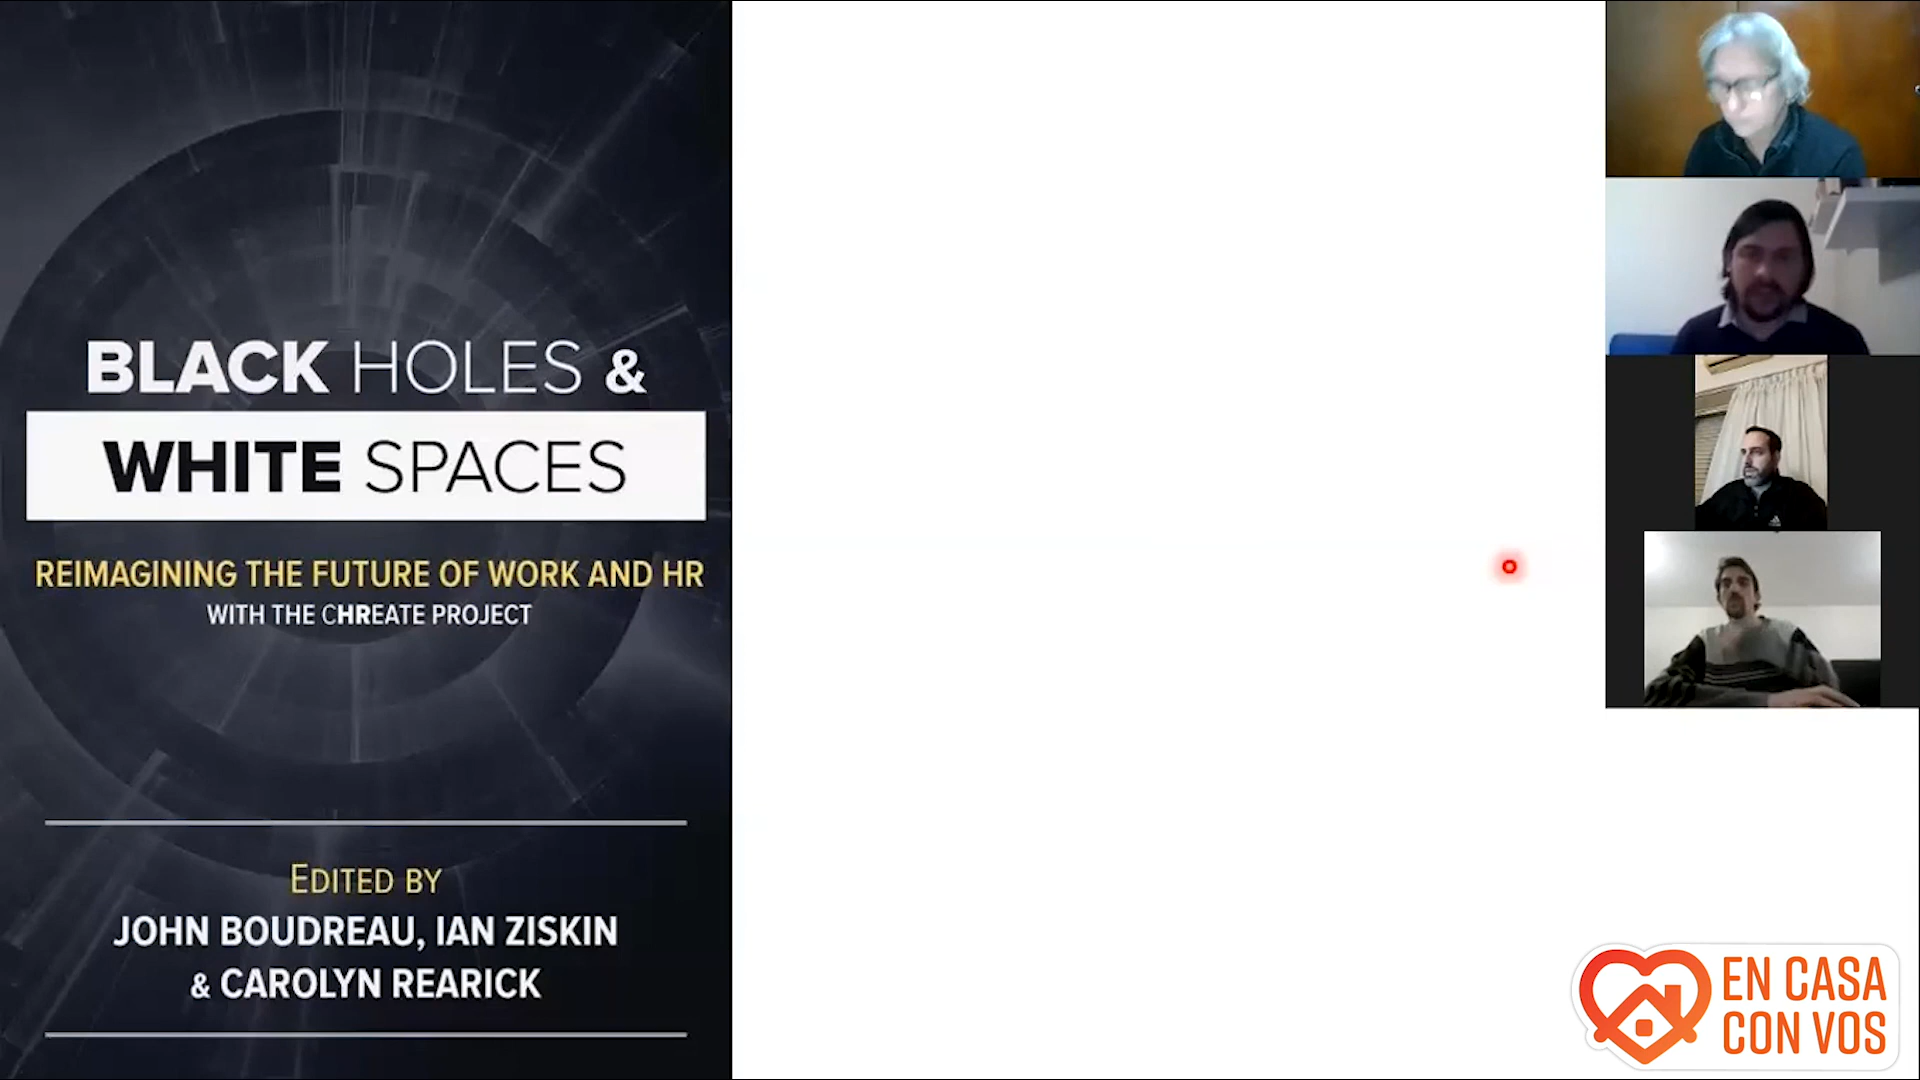 BLACK HOLES &
WHITE SPACES
REIMAGINING THE FUTURE OF WORK AND HR
WITH THE CHREATE PROJECT
EDITED BY
JOHN BOUDREAU, IAN ZISKIN
& CAROLYN REARICK
EN CASA
CON VOS